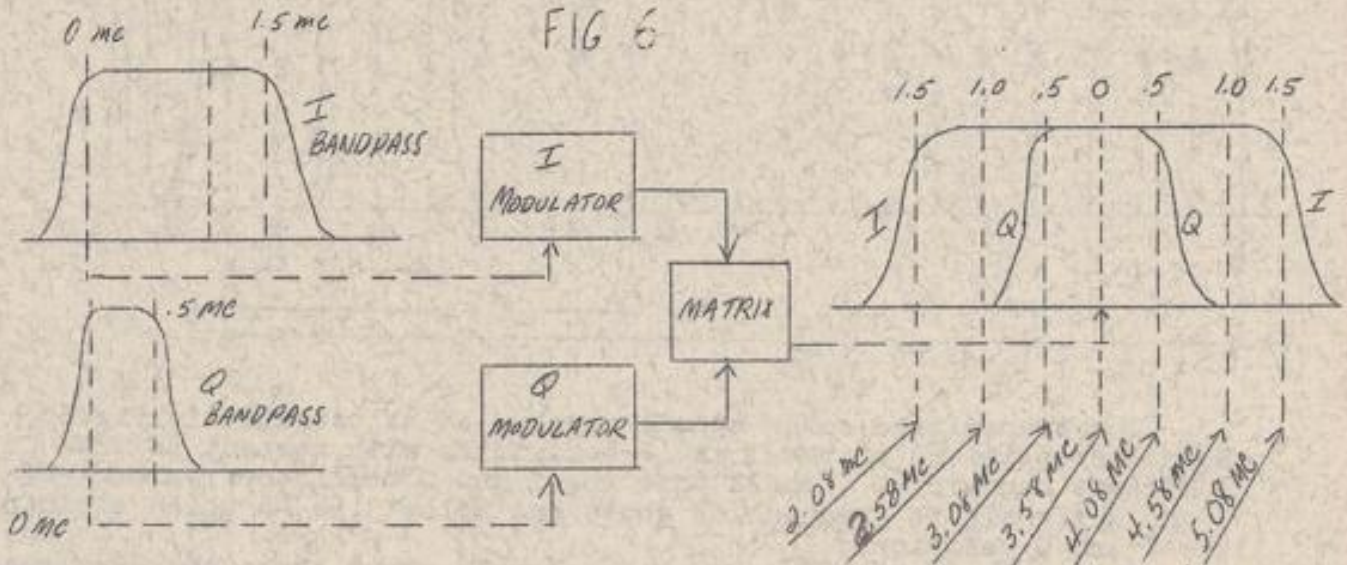 FIG 6
0 mc
1.5 mc
I
BANDPASS
I
MODULATOR
MATRIX
.5 MC
Q
BANDPASS
0 MC
Q
MODULATOR
1.5 1.0 .5 0 .5 1.0 1.5
I Q Q I
2.08 MC
2.58 MC
3.08 MC
3.58 MC
4.08 MC
4.58 MC
5.08 MC